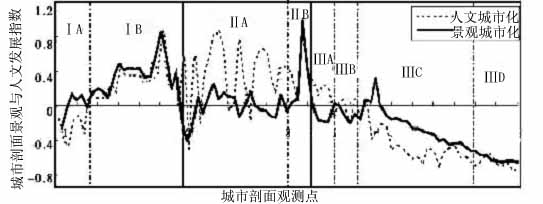 1.2
0.8
0.4
0
-0.4
-0.8
城市剖面景观与人文发展指数
ⅠA
ⅠB
ⅡA
ⅡB
ⅢA
ⅢB
ⅢC
ⅢD
人文城市化
景观城市化
城市剖面观测点